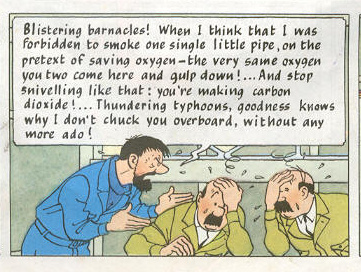 Blistering barnacles! When I think that I was
forbidden to smoke one single little pipe, on the
pretext of saving oxygen - the very same oxygen
you two come here and gulp down!... And stop
snivelling like that: you're making carbon
dioxide!... Thundering typhoons, goodness knows
why I don't chuck you overboard, without any
more ado!